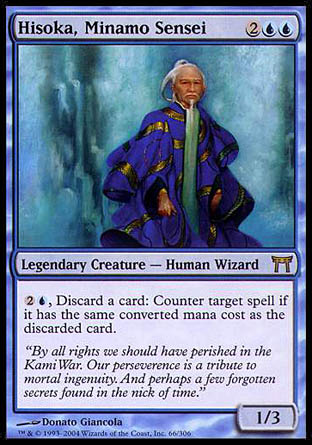 Hisoka, Minamo Sensei 2
Legendary Creature — Human Wizard
2, Discard a card: Counter target spell if
it has the same converted mana cost as the
discarded card.
"By all rights we should have perished in the
Kami War. Our perseverance is a tribute to
mortal ingenuity. And perhaps a few forgotten
secrets found in the nick of time."
Donato Giancola
™ & © 1993–2004 Wizards of the Coast, Inc. 66/306
1/3